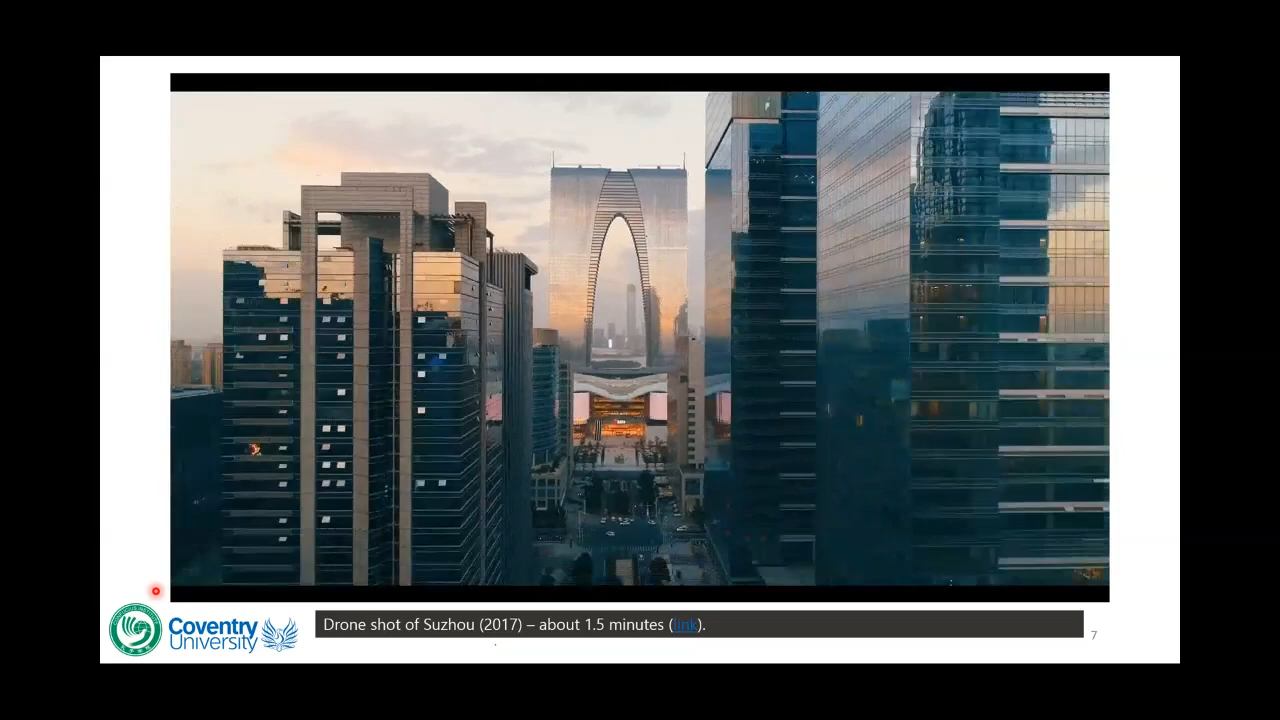 Coventry
University
Drone shot of Suzhou (2017) – about 1.5 minutes (link).
7